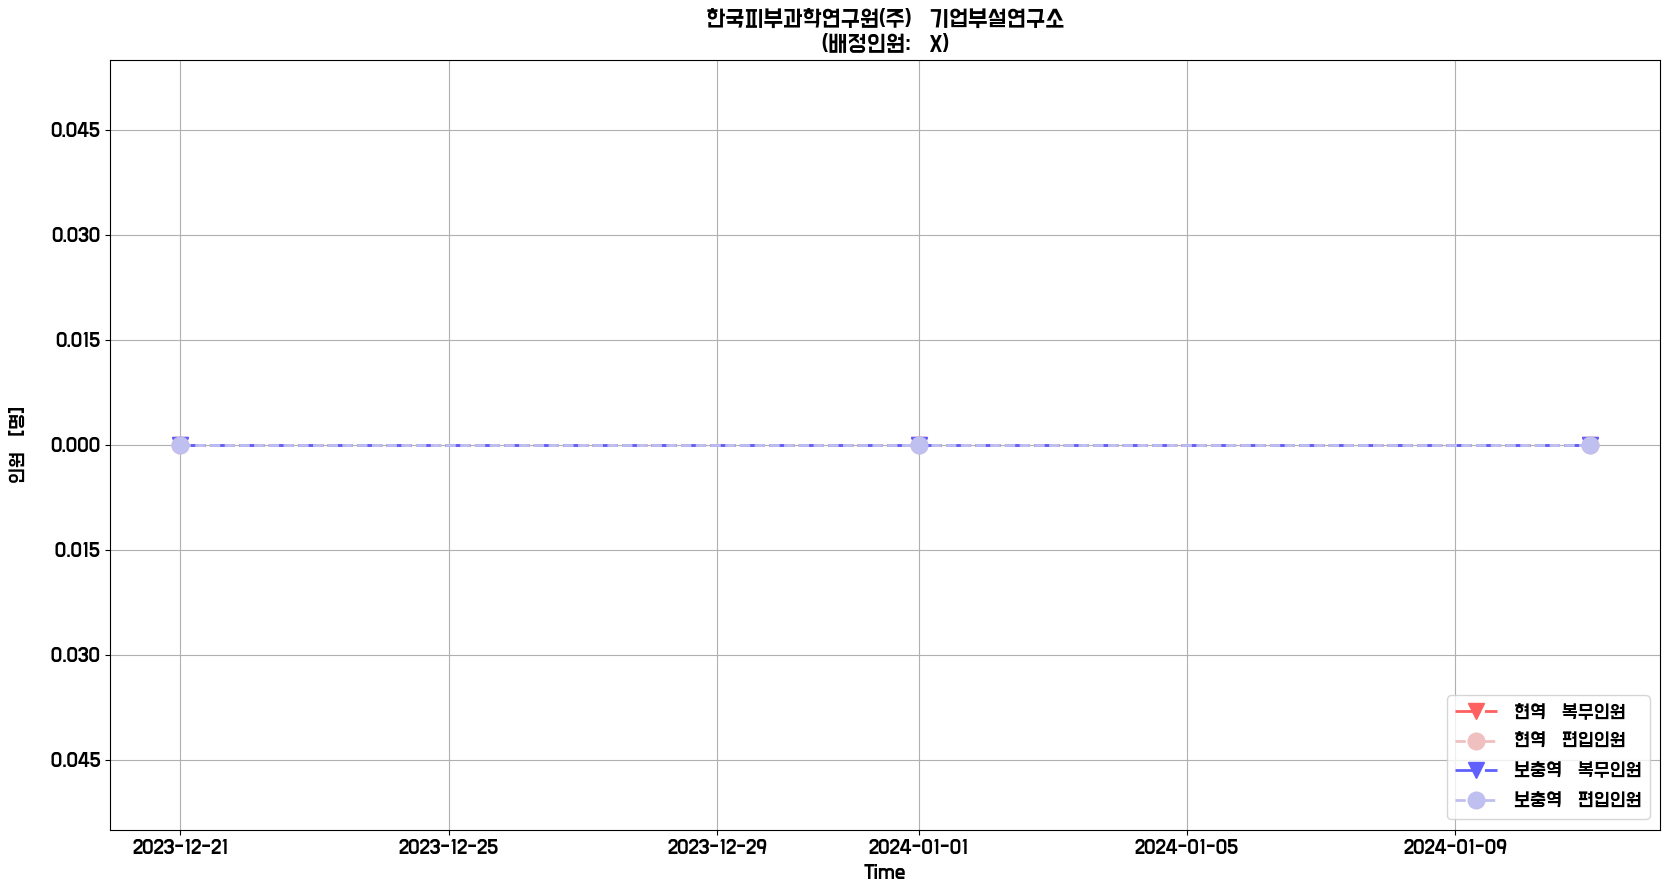 한국피부과학연구원(주) 기업부설연구소
(배정인원: X)
인원 [명]
0.045
0.030
0.015
0.000
0.015
0.030
0.045
현역 복무인원
현역 편입인원
보충역 복무인원
보충역 편입인원
2023-12-21 2023-12-25 2023-12-29 2024-01-01 2024-01-05 2024-01-09
Time